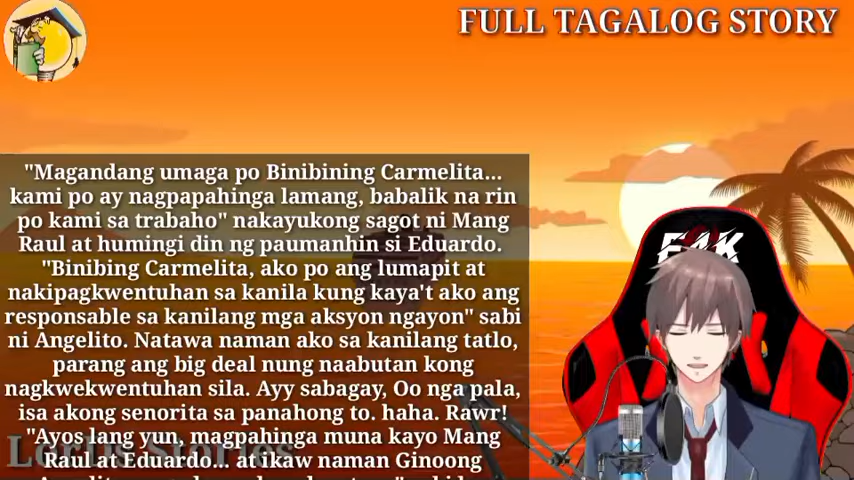 FULL TAGALOG STORY
"Magandang umaga po Binibining Carmelita...
kami po ay nagpapahinga lamang, babalik na rin
po kami sa trabaho" nakayukong sagot ni Mang
Raul at humingi din ng paumanhin si Eduardo.
"Binibing Carmelita, ako po ang lumapit at
nakipagkwentuhan sa kanila kung kaya't ako ang
responsable sa kanilang mga aksyon ngayon" sabi
ni Angelito. Natawa naman ako sa kanilang tatlo,
parang ang big deal nung naabutan kong
nagkwekwentuhan sila. Ayy sabagay, Oo nga pala,
isa akong senorita sa panahong to. haha. Rawr!
"Ayos lang yun, magpahinga muna kayo Mang
Raul at Eduardo... at ikaw naman Ginoong